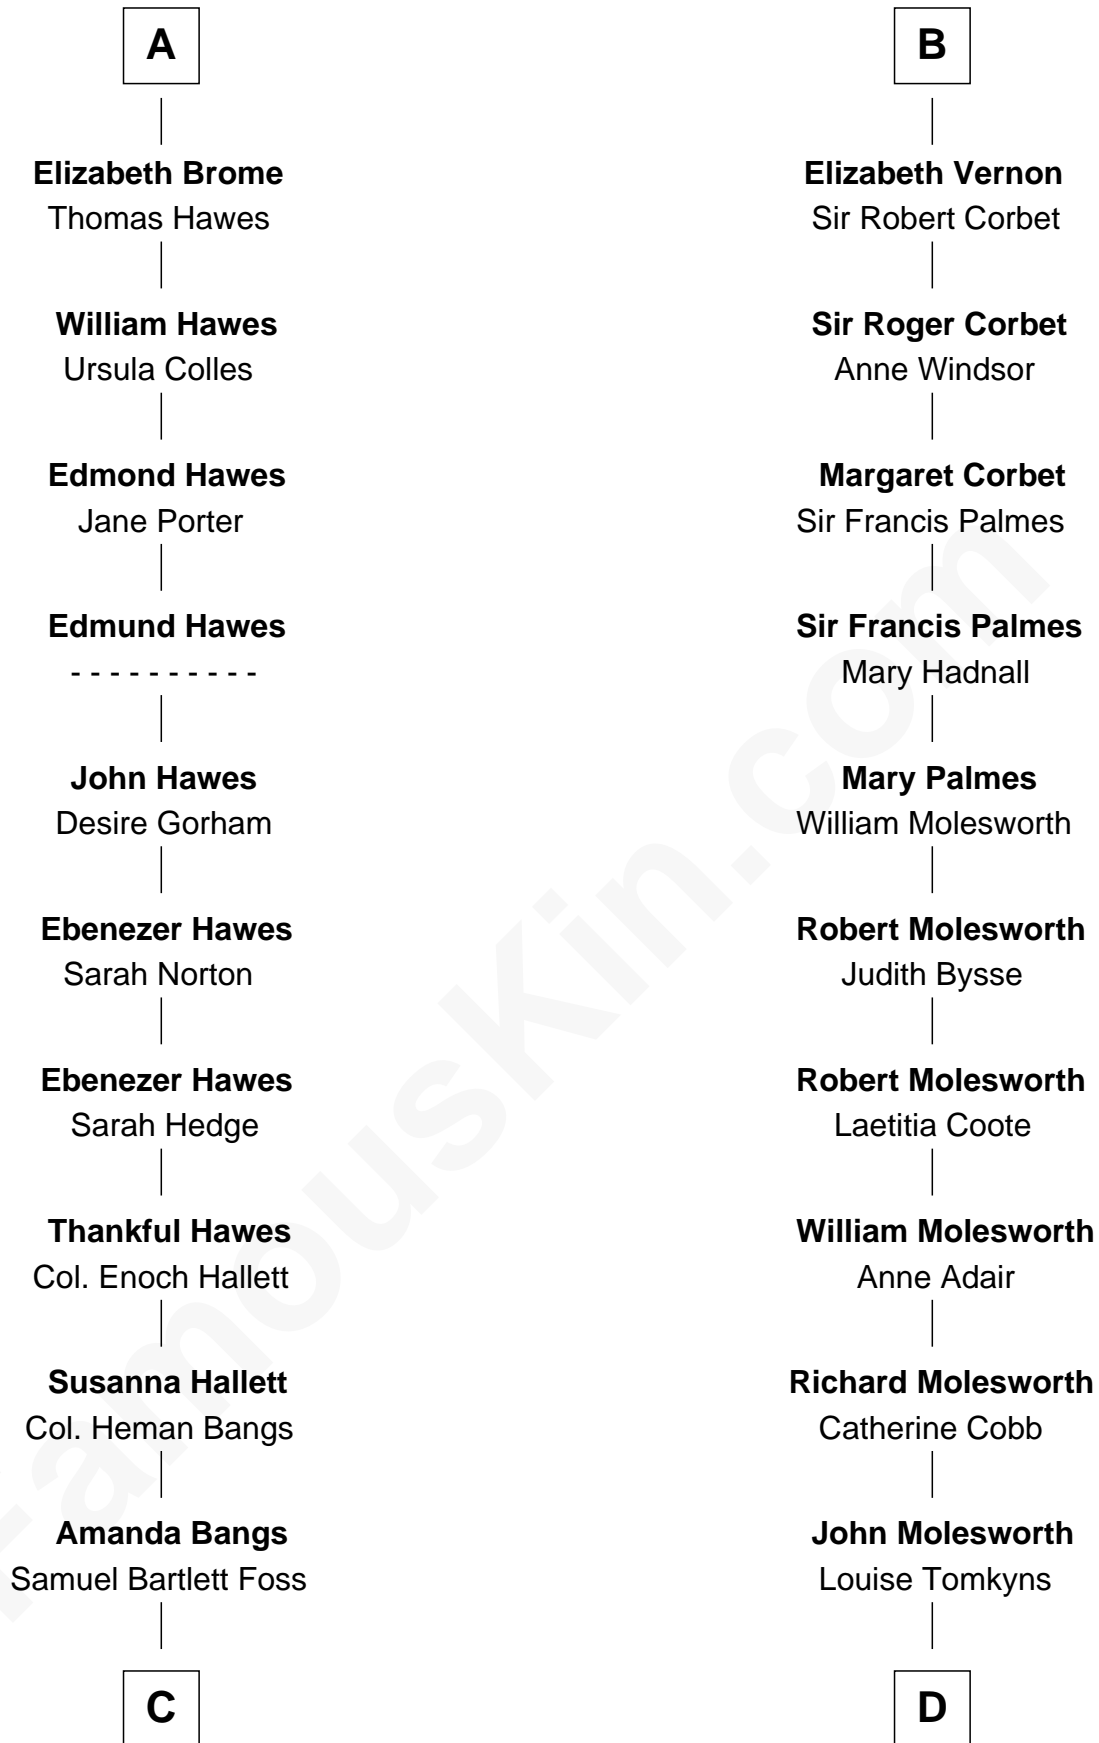 A
Elizabeth Brome
Thomas Hawes
William Hawes
Ursula Colles
Edmond Hawes
Jane Porter
Edmund Hawes
- - - - - - - - - -
John Hawes
Desire Gorham
Ebenezer Hawes
Sarah Norton
Ebenezer Hawes
Sarah Hedge
Thankful Hawes
Col. Enoch Hallett
Susanna Hallett
Col. Heman Bangs
Amanda Bangs
Samuel Bartlett Foss
C
B
Elizabeth Vernon
Sir Robert Corbet
Sir Roger Corbet
Anne Windsor
Margaret Corbet
Sir Francis Palmes
Sir Francis Palmes
Mary Hadnall
Mary Palmes
William Molesworth
Robert Molesworth
Judith Bysse
Robert Molesworth
Laetitia Coote
William Molesworth
Anne Adair
Richard Molesworth
Catherine Cobb
John Molesworth
Louise Tomkyns
D
FamousKin.com